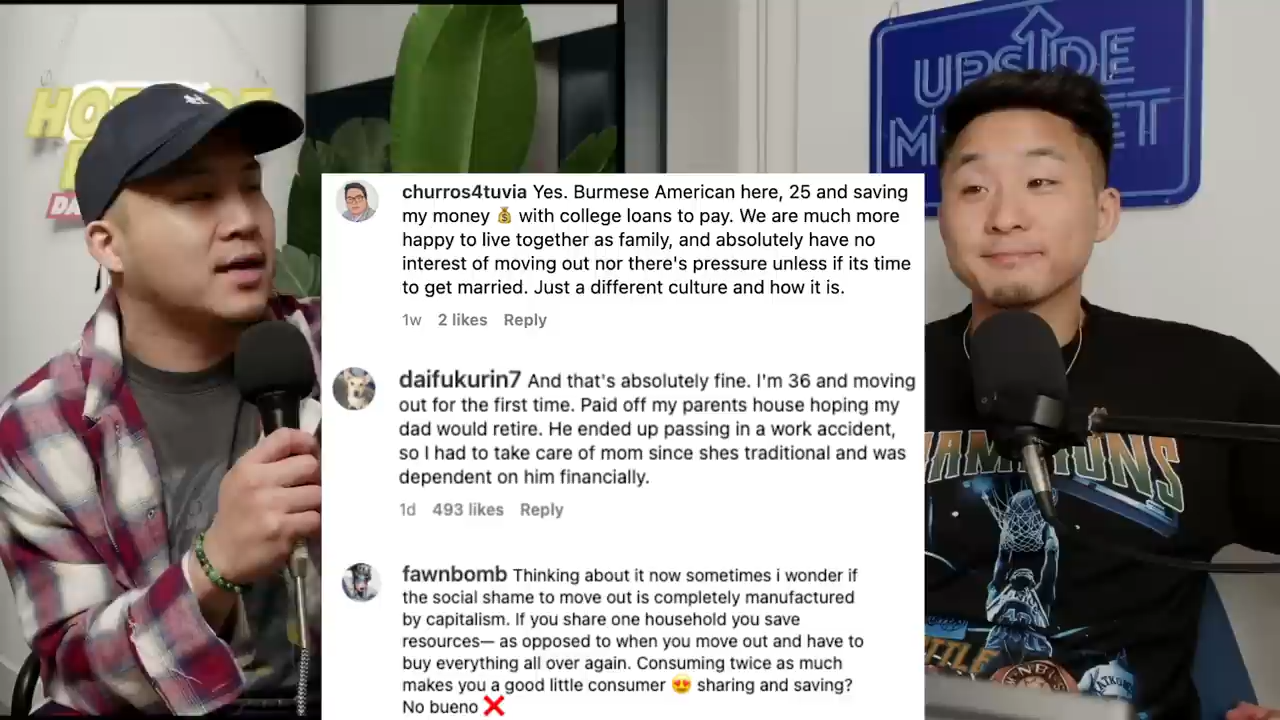 UPSIDE
churros4tuvia Yes. Burmese American here, 25 and saving
my money 💰 with college loans to pay. We are much more
happy to live together as family, and absolutely have no
interest of moving out nor there's pressure unless if its time
to get married. Just a different culture and how it is.
1w 2 likes Reply
daifukurin7 And that's absolutely fine. I'm 36 and moving
out for the first time. Paid off my parents house hoping my
dad would retire. He ended up passing in a work accident,
so I had to take care of mom since shes traditional and was
dependent on him financially.
1d 493 likes Reply
fawnbomb Thinking about it now sometimes i wonder if
the social shame to move out is completely manufactured
by capitalism. If you share one household you save
resources— as opposed to when you move out and have to
buy everything all over again. Consuming twice as much
makes you a good little consumer 😍 sharing and saving?
No bueno ❌